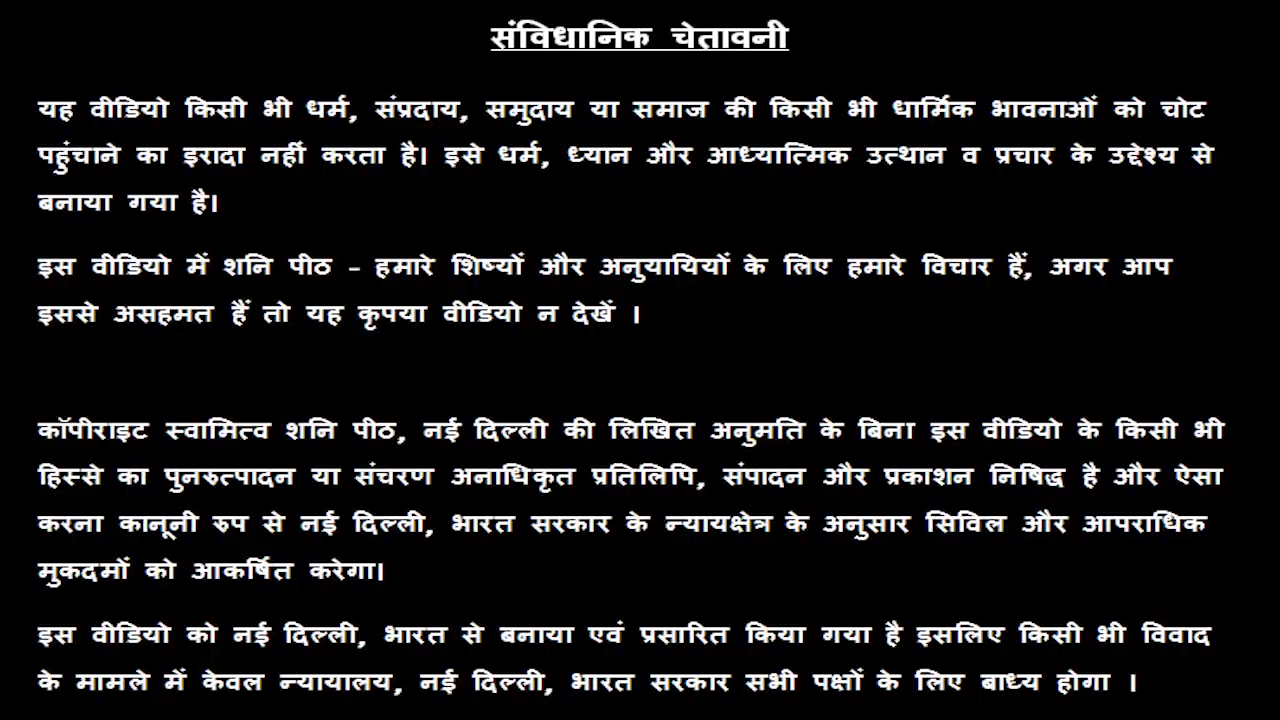 संविधानिक चेतावनी
यह वीडियो किसी भी धर्म, संप्रदाय, समुदाय या समाज की किसी भी धार्मिक भावनाओं को चोट
पहुंचाने का इरादा नहीं करता है। इसे धर्म, ध्यान और आध्यात्मिक उत्थान व प्रचार के उद्देश्य से
बनाया गया है।
इस वीडियो में शनि पीठ – हमारे शिष्यों और अनुयायियों के लिए हमारे विचार हैं, अगर आप
इससे असहमत हैं तो यह कृपया वीडियो न देखें ।
कॉपीराइट स्वामित्व शनि पीठ, नई दिल्ली की लिखित अनुमति के बिना इस वीडियो के किसी भी
हिस्से का पुनरुत्पादन या संचरण अनाधिकृत प्रतिलिपि, संपादन और प्रकाशन निषिद्ध है और ऐसा
करना कानूनी रुप से नई दिल्ली, भारत सरकार के न्यायक्षेत्र के अनुसार सिविल और आपराधिक
मुकदमों को आकर्षित करेगा।
इस वीडियो को नई दिल्ली, भारत से बनाया एवं प्रसारित किया गया है इसलिए किसी भी विवाद
के मामले में केवल न्यायालय, नई दिल्ली, भारत सरकार सभी पक्षों के लिए बाध्य होगा ।